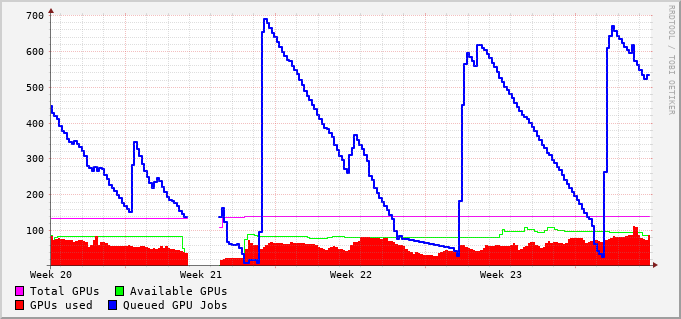 700
600
500
400
300
200
100
Week 20 Week 21 Week 22 Week 23
Total GPUs Available GPUs
GPUs used Queued GPU Jobs
RRDTOOL / TOBI OETIKER